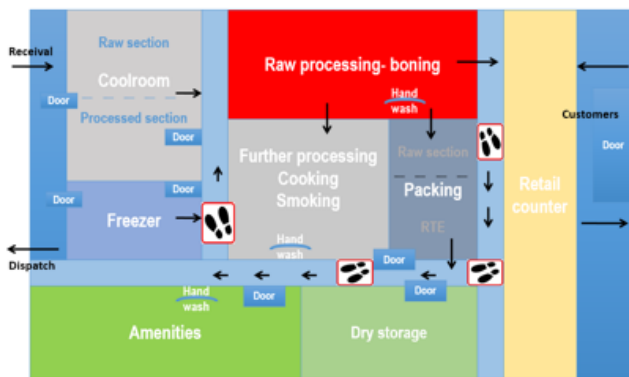 Receival
Raw section
Coolroom
Door
Processed section
Door
Door
Door
Freezer
Dispatch
Raw processing- boning
Hand
wash
Further processing
Cooking
Smoking
Hand
wash
Raw section
Packing
RTE
Door
Door
Retail
counter
Customers
Door
Hand
wash
Door
Amenities
Dry storage